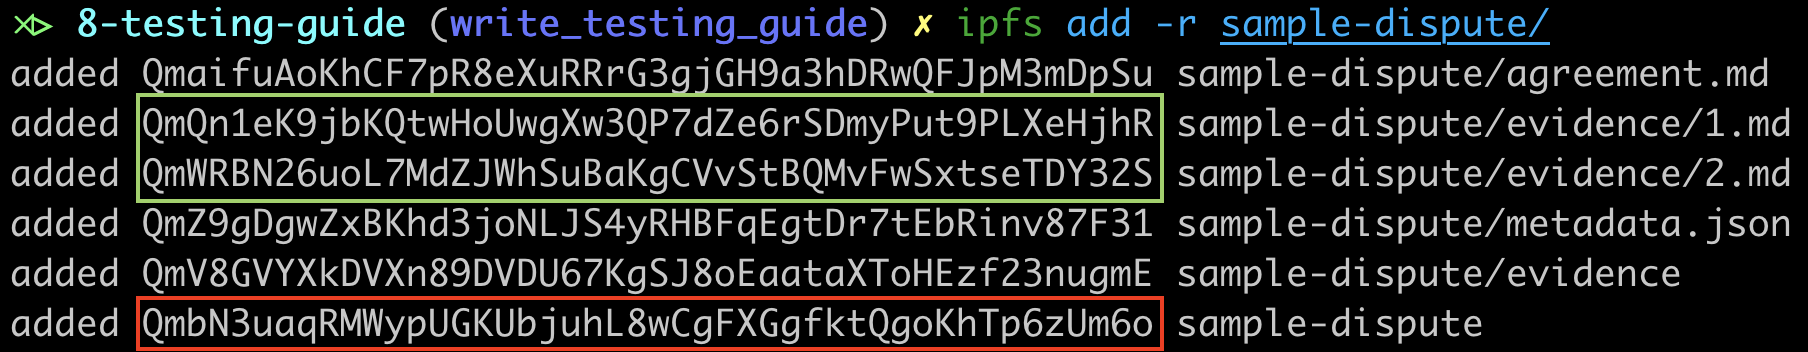 8-testing-guide (write_testing_guide) ✗ ipfs add -r sample-dispute/
added QmaifuAoKhCF7pR8eXuRRrG3gjGH9a3hDRwQFJpM3mDpSu sample-dispute/agreement.md
added QmQn1eK9jbKQtwHoUwgXw3QP7dZe6rSDmyPut9PLXeHjhR sample-dispute/evidence/1.md
added QmWRBN26uoL7MdZJWhSuBaKgCVvStBQMvFwSxtseTDY32S sample-dispute/evidence/2.md
added QmZ9gDgwZxBKhd3joNLJS4yRHBFqEgtDr7tEbRinv87F31 sample-dispute/metadata.json
added QmV8GVYXkDVXn89DVDU67KgSJ8oEaataXToHEzf23nugmE sample-dispute/evidence
added QmbN3uaqRMWypUGKUbjuhL8wCgFXGgfktQgoKhTp6zUm6o sample-dispute